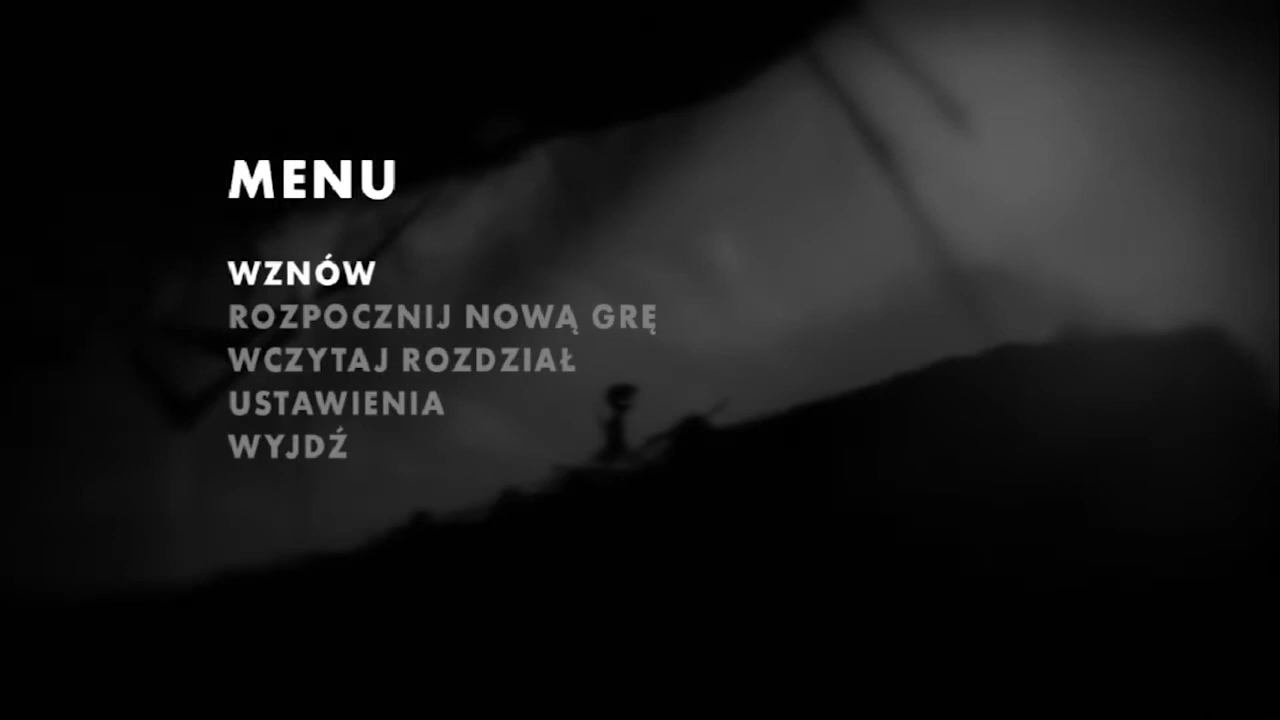 MENU
WZNÓW
ROZPOCZNIJ NOWĄ GRĘ
WCZYTAJ ROZDZIAŁ
USTAWIENIA
WYJDŹ